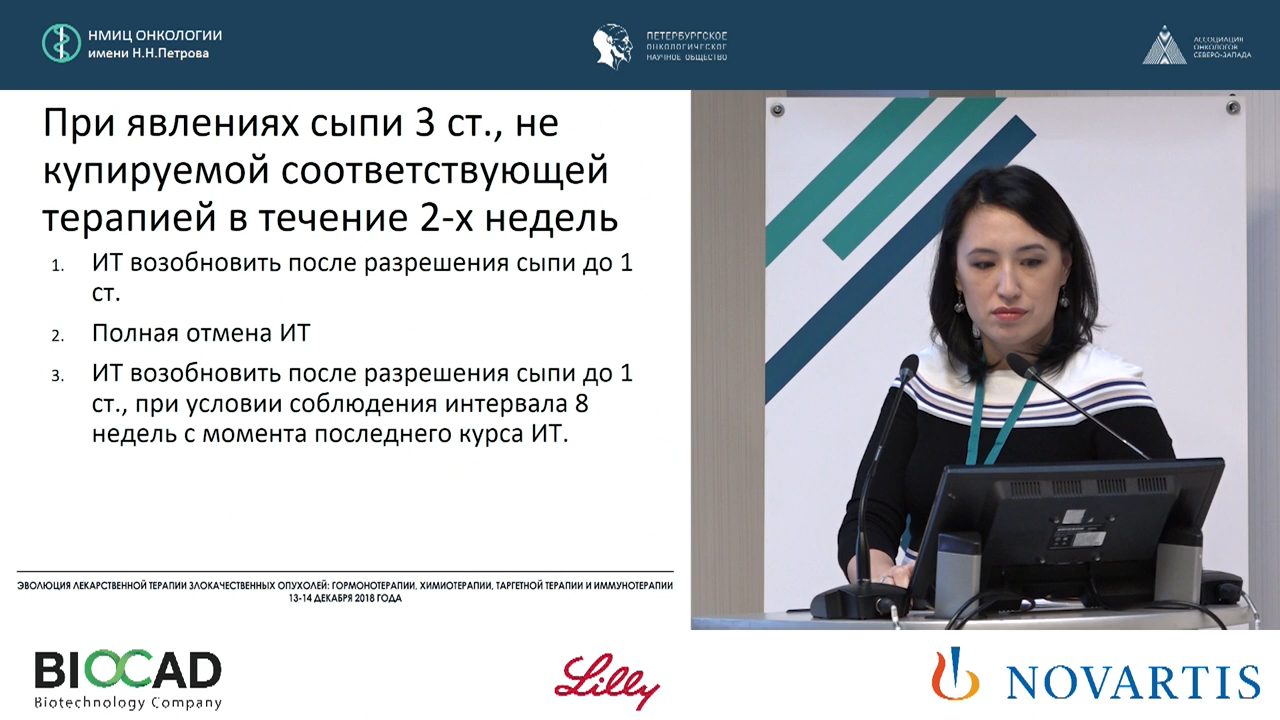 НМИЦ ОНКОЛОГИИ
имени Н.Н.Петрова
ПЕТЕРБУРГСКОЕ
ОНКОЛОГИЧЕСКОЕ
НАУЧНОЕ ОБЩЕСТВО
АССОЦИАЦИЯ
ОНКОЛОГОВ
СЕВЕРО-ЗАПАДА
При явлениях сыпи 3 ст., не
купируемой соответствующей
терапией в течение 2-х недель
1. ИТ возобновить после разрешения сыпи до 1
ст.
2. Полная отмена ИТ
3. ИТ возобновить после разрешения сыпи до 1
ст., при условии соблюдения интервала 8
недель с момента последнего курса ИТ.
ЭВОЛЮЦИЯ ЛЕКАРСТВЕННОЙ ТЕРАПИИ ЗЛОКАЧЕСТВЕННЫХ ОПУХОЛЕЙ: ГОРМОНОТЕРАПИИ, ХИМИОТЕРАПИИ, ТАРГЕТНОЙ ТЕРАПИИ И ИММУНОТЕРАПИИ
13-14 ДЕКАБРЯ 2018 ГОДА
BIOCAD
Biotechnology Company
Lilly
NOVARTIS